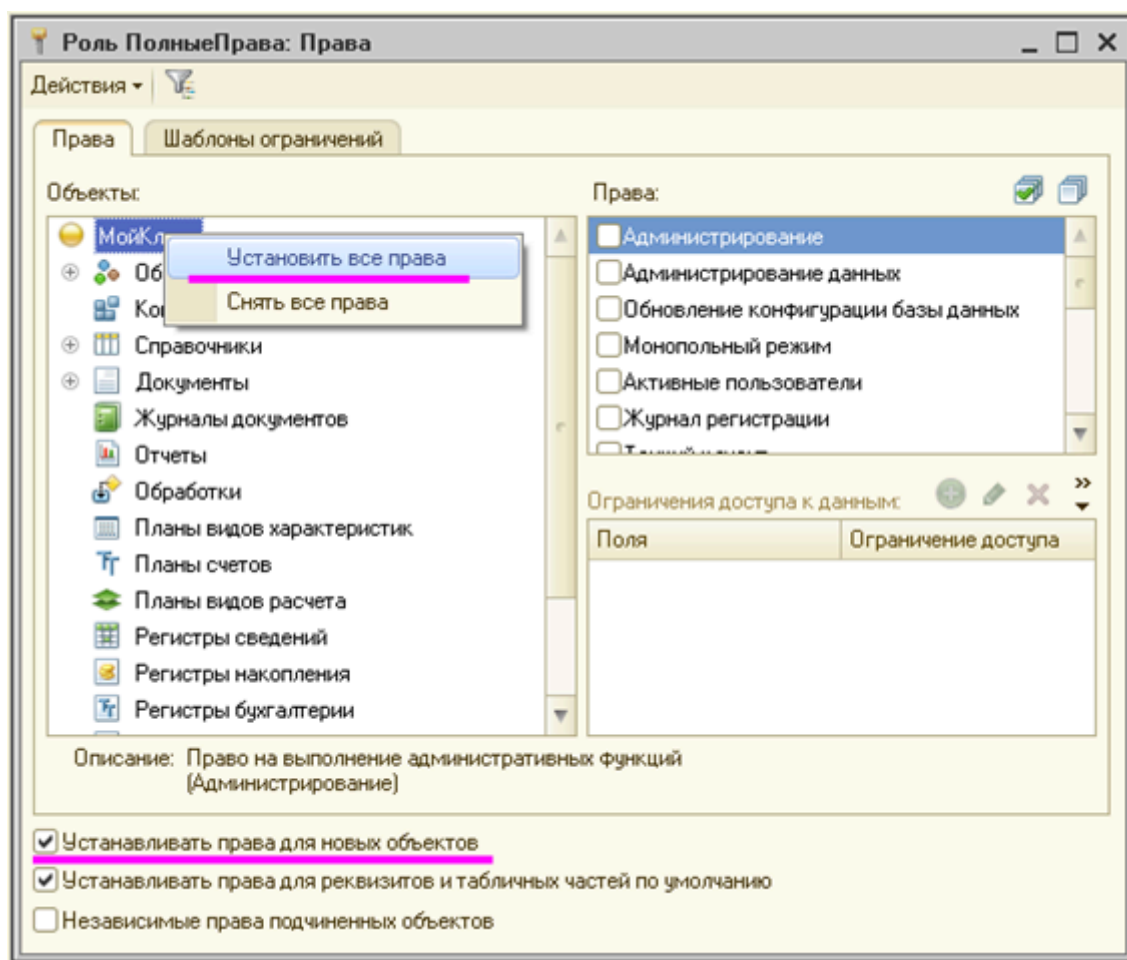 Роль ПолныеПрава: Права
Действия
Права
Шаблоны ограничений
Объекты:
Права:
МойКл
Установить все права
Снять все права
Об
Справочники
Документы
Журналы документов
Отчеты
Обработки
Планы видов характеристик
Планы счетов
Планы видов расчета
Регистры сведений
Регистры накопления
Регистры бухгалтерии
Администрирование
Администрирование данных
Обновление конфигурации базы данных
Монопольный режим
Активные пользователи
Журнал регистрации
Ограничения доступа к данным:
Поля
Ограничение доступа
Описание: Право на выполнение административных функций
(Администрирование)
Устанавливать права для новых объектов
Устанавливать права для реквизитов и табличных частей по умолчанию
Независимые права подчиненных объектов